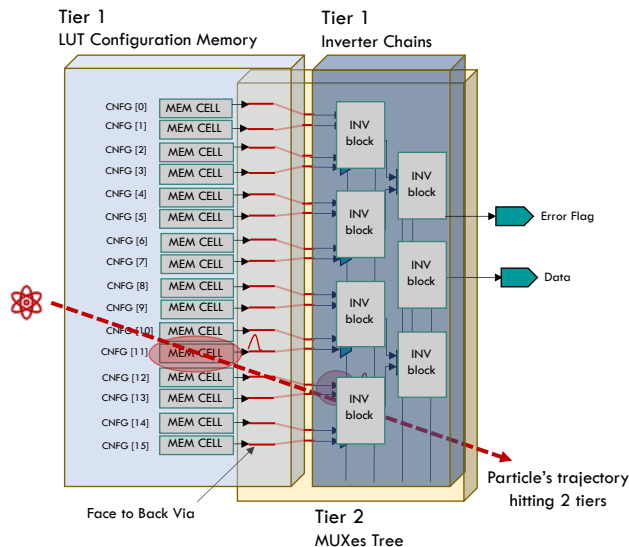 Tier 1
LUT Configuration Memory
Tier 1
Inverter Chains
CNFG [0]
MEM CELL
CNFG [1]
MEM CELL
CNFG [2]
MEM CELL
CNFG [3]
MEM CELL
CNFG [4]
MEM CELL
CNFG [5]
MEM CELL
CNFG [6]
MEM CELL
CNFG [7]
MEM CELL
CNFG [8]
MEM CELL
CNFG [9]
MEM CELL
CNFG [10]
MEM CELL
CNFG [11]
MEM CELL
CNFG [12]
MEM CELL
CNFG [13]
MEM CELL
CNFG [14]
MEM CELL
CNFG [15]
MEM CELL
INV
block
INV
block
INV
block
INV
block
INV
block
INV
block
INV
block
Error Flag
Data
Particle's trajectory
hitting 2 tiers
Face to Back Via
Tier 2
MUXes Tree